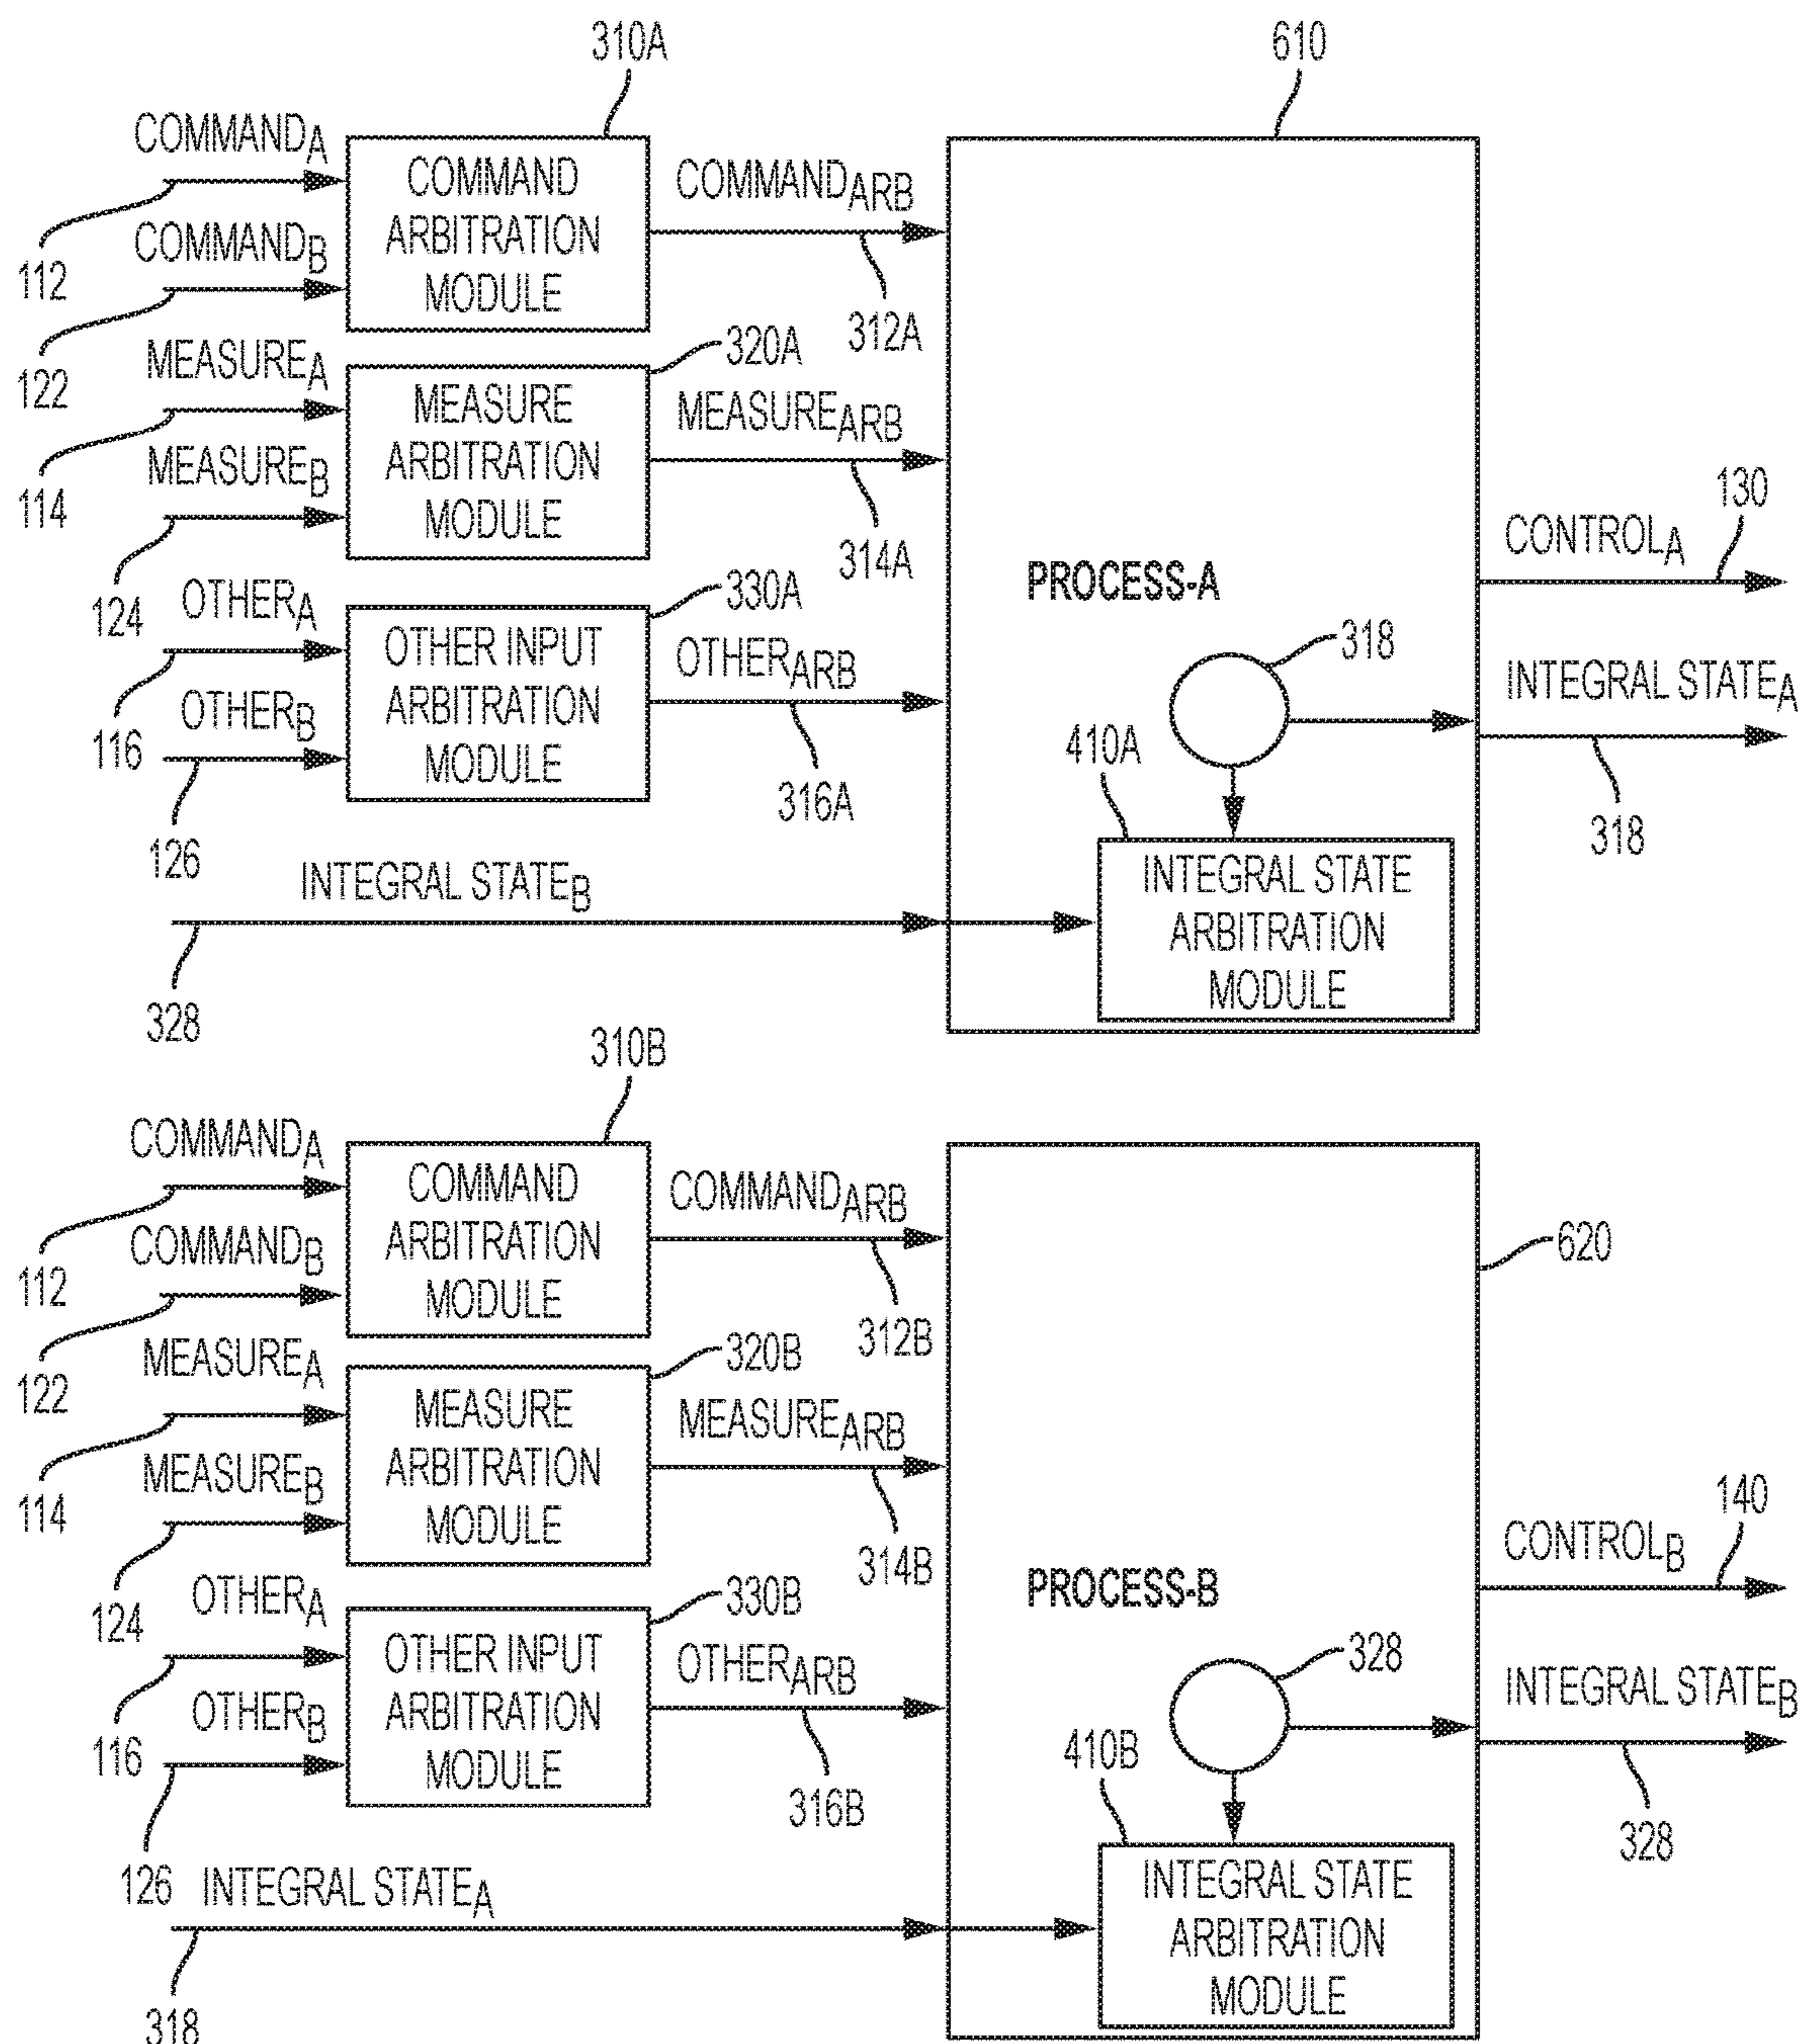 310A
610
COMMANDA
COMMAND ARBITRATION MODULE
COMMANDARB
112
COMMANDB
122
312A
MEASUREA
320A
MEASURE ARBITRATION MODULE
MEASUREARB
114
MEASUREB
124
314A
PROCESS-A
CONTROLA
130
OTHERA
330A
OTHER INPUT ARBITRATION MODULE
OTHERARB
318
116
OTHERB
126
316A
INTEGRAL STATEA
318
410A
INTEGRAL STATEB
328
INTEGRAL STATE ARBITRATION MODULE
310B
COMMANDA
COMMAND ARBITRATION MODULE
COMMANDARB
620
112
COMMANDB
122
312B
MEASUREA
320B
MEASURE ARBITRATION MODULE
MEASUREARB
114
MEASUREB
124
314B
PROCESS-B
CONTROLB
140
OTHERA
330B
OTHER INPUT ARBITRATION MODULE
OTHERARB
328
116
OTHERB
126
316B
INTEGRAL STATEB
328
410B
INTEGRAL STATEA
318
INTEGRAL STATE ARBITRATION MODULE